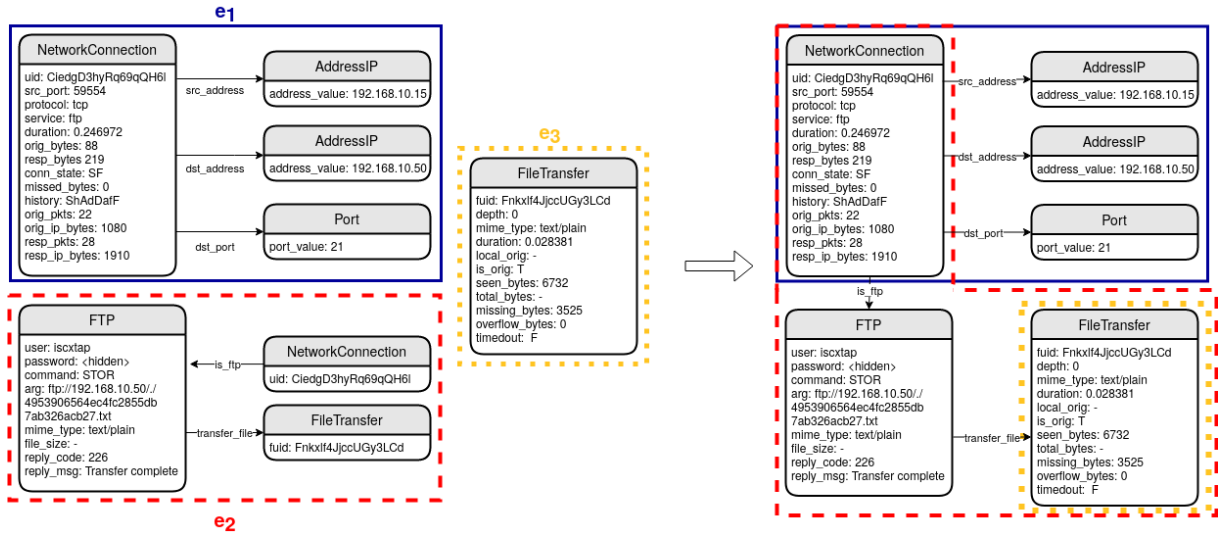 e1
NetworkConnection
uid: CiedgD3hyRq69qQH6l
src_port: 59554
protocol: tcp
service: ftp
duration: 0.246972
orig_bytes: 88
resp_bytes 219
conn_state: SF
missed_bytes: 0
history: ShAdDafF
orig_pkts: 22
orig_ip_bytes: 1080
resp_pkts: 28
resp_ip_bytes: 1910
src_address
AddressIP
address_value: 192.168.10.15
dst_address
AddressIP
address_value: 192.168.10.50
dst_port
Port
port_value: 21
FTP
user: iscxtap
password: <hidden>
command: STOR
arg: ftp://192.168.10.50/./
4953906564ec4fc2855db
7ab326acb27.txt
mime_type: text/plain
file_size: -
reply_code: 226
reply_msg: Transfer complete
is_ftp
NetworkConnection
uid: CiedgD3hyRq69qQH6l
transfer_file
FileTransfer
fuid: Fnkxlf4JjccUGy3LCd
e2
e3
FileTransfer
fuid: Fnkxlf4JjccUGy3LCd
depth: 0
mime_type: text/plain
duration: 0.028381
local_orig: -
is_orig: T
seen_bytes: 6732
total_bytes: -
missing_bytes: 3525
overflow_bytes: 0
timedout: F
NetworkConnection
uid: CiedgD3hyRq69qQH6l
src_port: 59554
protocol: tcp
service: ftp
duration: 0.246972
orig_bytes: 88
resp_bytes 219
conn_state: SF
missed_bytes: 0
history: ShAdDafF
orig_pkts: 22
orig_ip_bytes: 1080
resp_pkts: 28
resp_ip_bytes: 1910
src_address
AddressIP
address_value: 192.168.10.15
dst_address
AddressIP
address_value: 192.168.10.50
dst_port
Port
port_value: 21
is_ftp
FTP
user: iscxtap
password: <hidden>
command: STOR
arg: ftp://192.168.10.50/./
4953906564ec4fc2855db
7ab326acb27.txt
mime_type: text/plain
file_size: -
reply_code: 226
reply_msg: Transfer complete
transfer_file
FileTransfer
fuid: Fnkxlf4JjccUGy3LCd
depth: 0
mime_type: text/plain
duration: 0.028381
local_orig: -
is_orig: T
seen_bytes: 6732
total_bytes: -
missing_bytes: 3525
overflow_bytes: 0
timedout: F